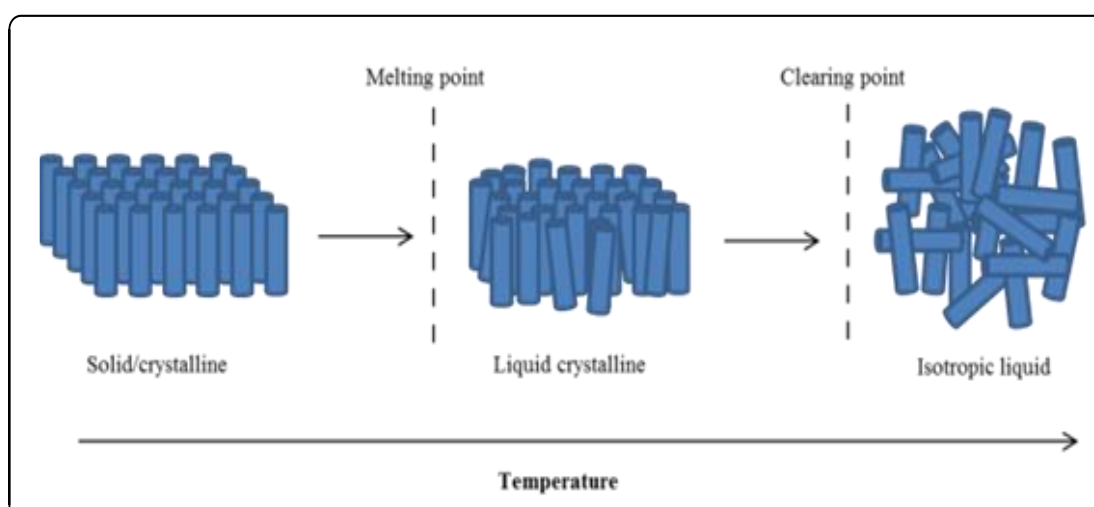 Melting point
Clearing point
Solid/crystalline
Liquid crystalline
Isotropic liquid
Temperature